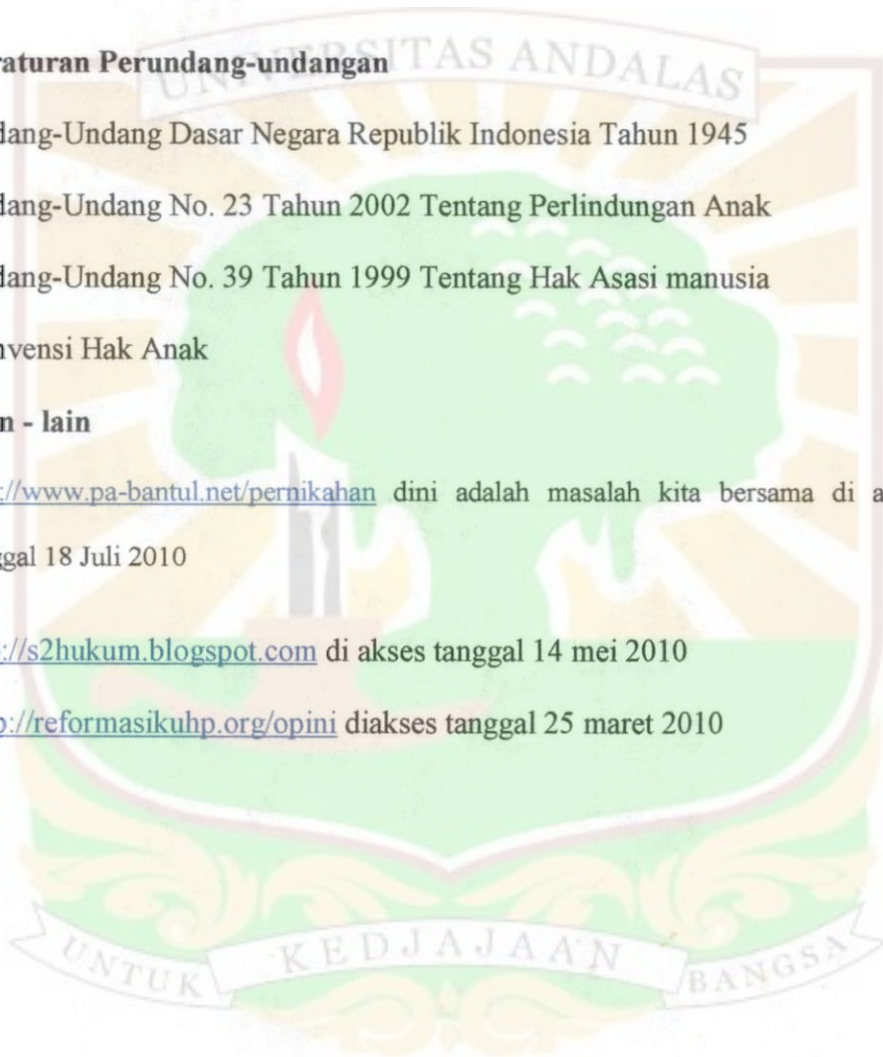 UNIVERSITAS ANDALAS
raturan Perundang-undangan
dang-Undang Dasar Negara Republik Indonesia Tahun 1945
dang-Undang No. 23 Tahun 2002 Tentang Perlindungan Anak
dang-Undang No. 39 Tahun 1999 Tentang Hak Asasi manusia
nvensi Hak Anak
n - lain
://www.pa-bantul.net/pernikahan dini adalah masalah kita bersama di a
ggal 18 Juli 2010
://s2hukum.blogspot.com di akses tanggal 14 mei 2010
p://reformasikuhp.org/opini diakses tanggal 25 maret 2010
UNTUK KEDJAJAAN BANGSA